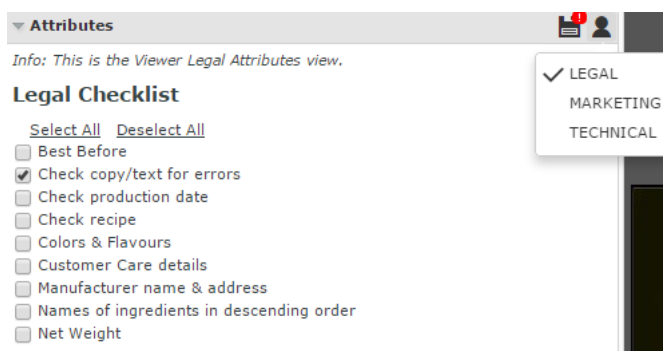 Attributes
!
Info: This is the Viewer Legal Attributes view.
Legal Checklist
Select All Deselect All
Best Before
Check copy/text for errors
Check production date
Check recipe
Colors & Flavours
Customer Care details
Manufacturer name & address
Names of ingredients in descending order
Net Weight
LEGAL
MARKETING
TECHNICAL